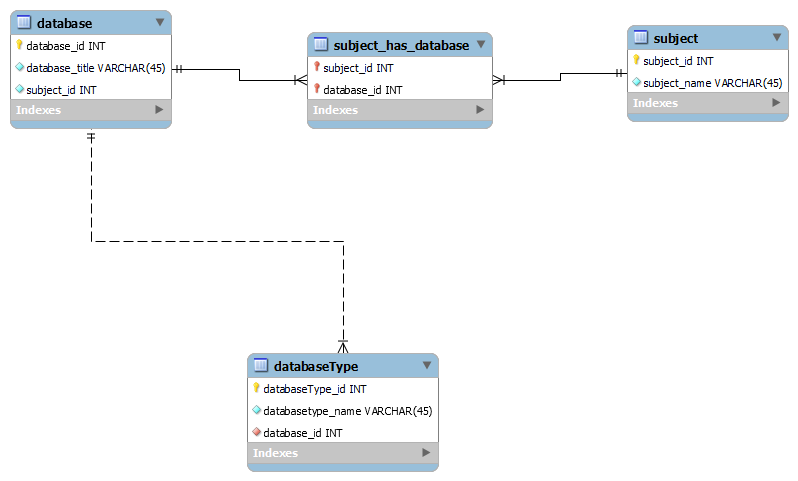 database
database_id INT
database_title VARCHAR(45)
subject_id INT
Indexes
subject_has_database
subject_id INT
database_id INT
Indexes
subject
subject_id INT
subject_name VARCHAR(45)
Indexes
databaseType
databaseType_id INT
databasetype_name VARCHAR(45)
database_id INT
Indexes